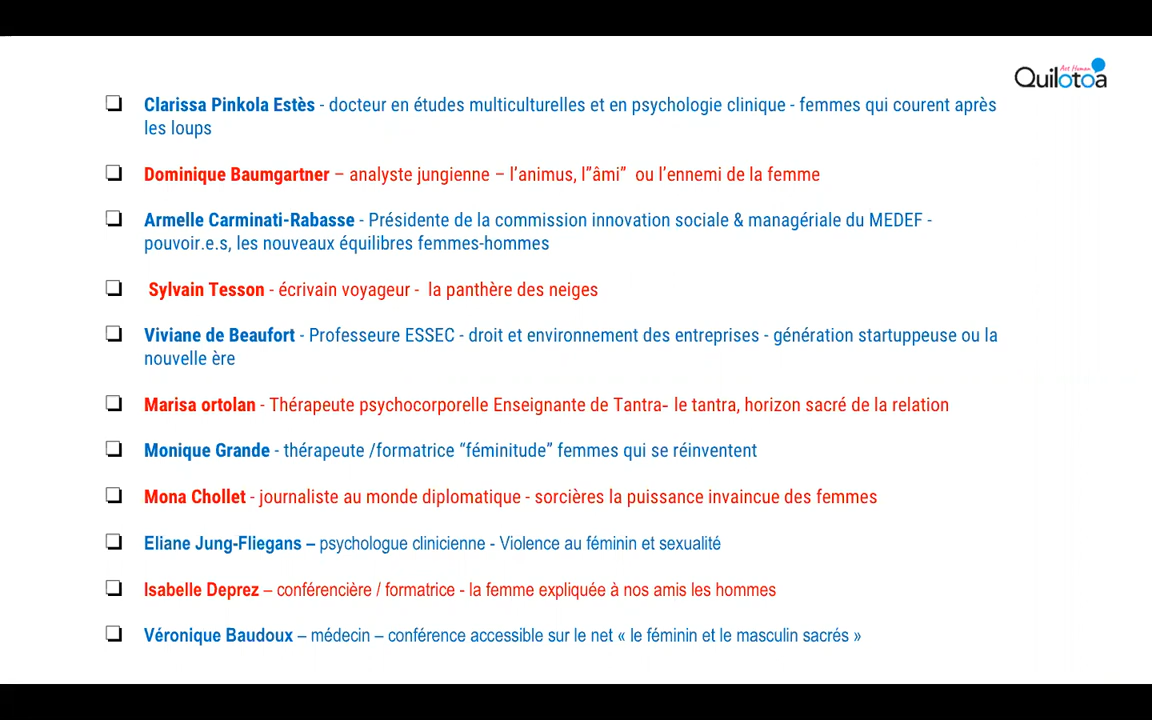 Art Human
Quilotoa
❏ Clarissa Pinkola Estès - docteur en études multiculturelles et en psychologie clinique - femmes qui courent après
les loups
❏ Dominique Baumgartner – analyste jungienne – l’animus, l’’âmi” ou l’ennemi de la femme
❏ Armelle Carminati-Rabasse - Présidente de la commission innovation sociale & managériale du MEDEF -
pouvoir.e.s, les nouveaux équilibres femmes-hommes
❏ Sylvain Tesson - écrivain voyageur - la panthère des neiges
❏ Viviane de Beaufort - Professeure ESSEC - droit et environnement des entreprises - génération startuppeuse ou la
nouvelle ère
❏ Marisa ortolan - Thérapeute psychocorporelle Enseignante de Tantra- le tantra, horizon sacré de la relation
❏ Monique Grande - thérapeute /formatrice “féminitude” femmes qui se réinventent
❏ Mona Chollet - journaliste au monde diplomatique - sorcières la puissance invaincue des femmes
❏ Eliane Jung-Fliegans – psychologue clinicienne - Violence au féminin et sexualité
❏ Isabelle Deprez – conférencière / formatrice - la femme expliquée à nos amis les hommes
❏ Véronique Baudoux – médecin – conférence accessible sur le net « le féminin et le masculin sacrés »